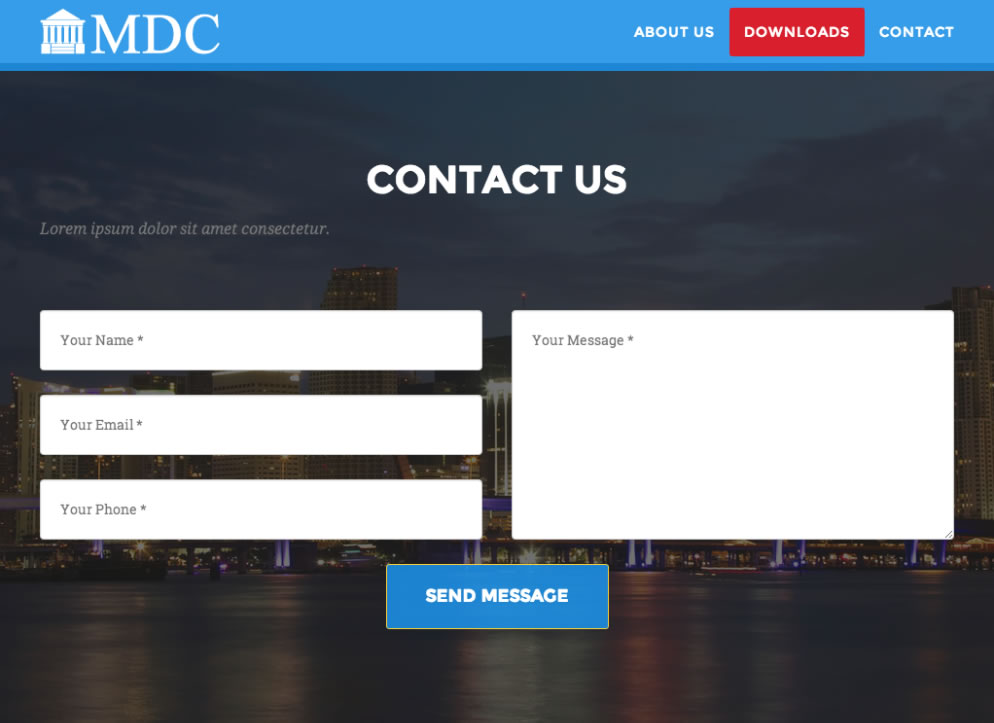 MDC
ABOUT US
DOWNLOADS
CONTACT
CONTACT US
Lorem ipsum dolor sit amet consectetur.
Your Name *
Your Email *
Your Phone *
Your Message *
SEND MESSAGE